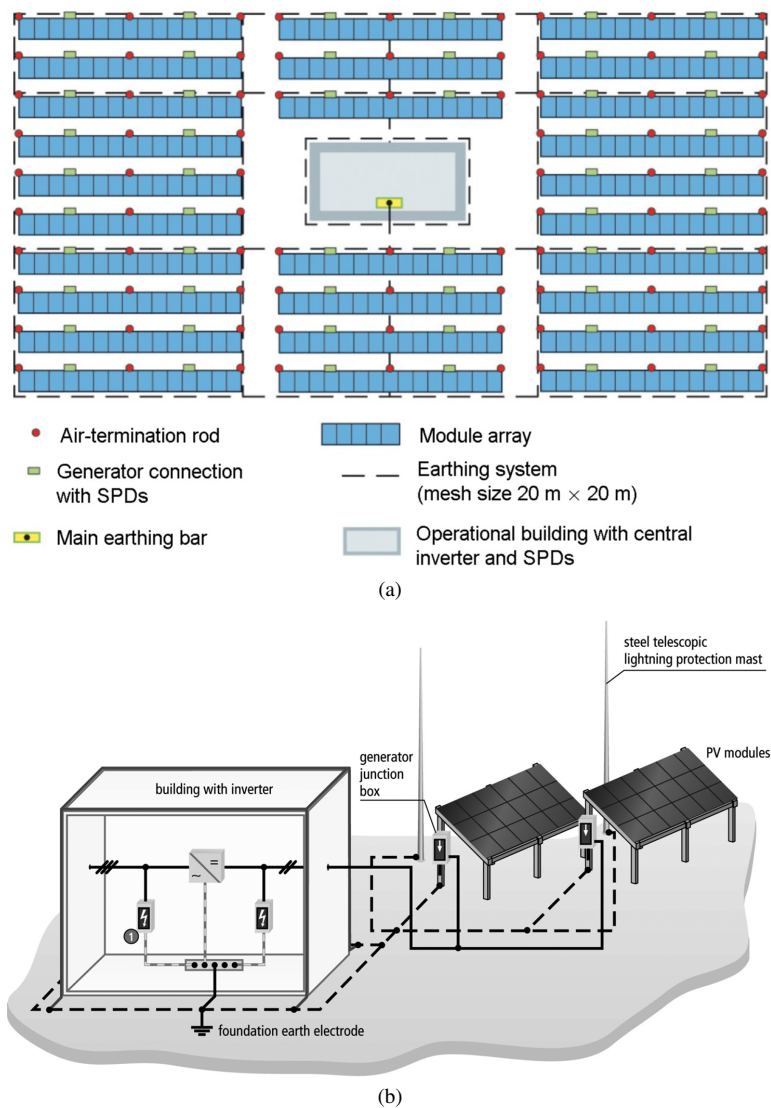 Air-termination rod
Module array
Generator connection
with SPDs
Earthing system
(mesh size 20 m × 20 m)
Main earthing bar
Operational building with central
inverter and SPDs
(a)
steel telescopic
lightning protection mast
generator
junction
box
PV modules
building with inverter
=
~
1
foundation earth electrode
(b)